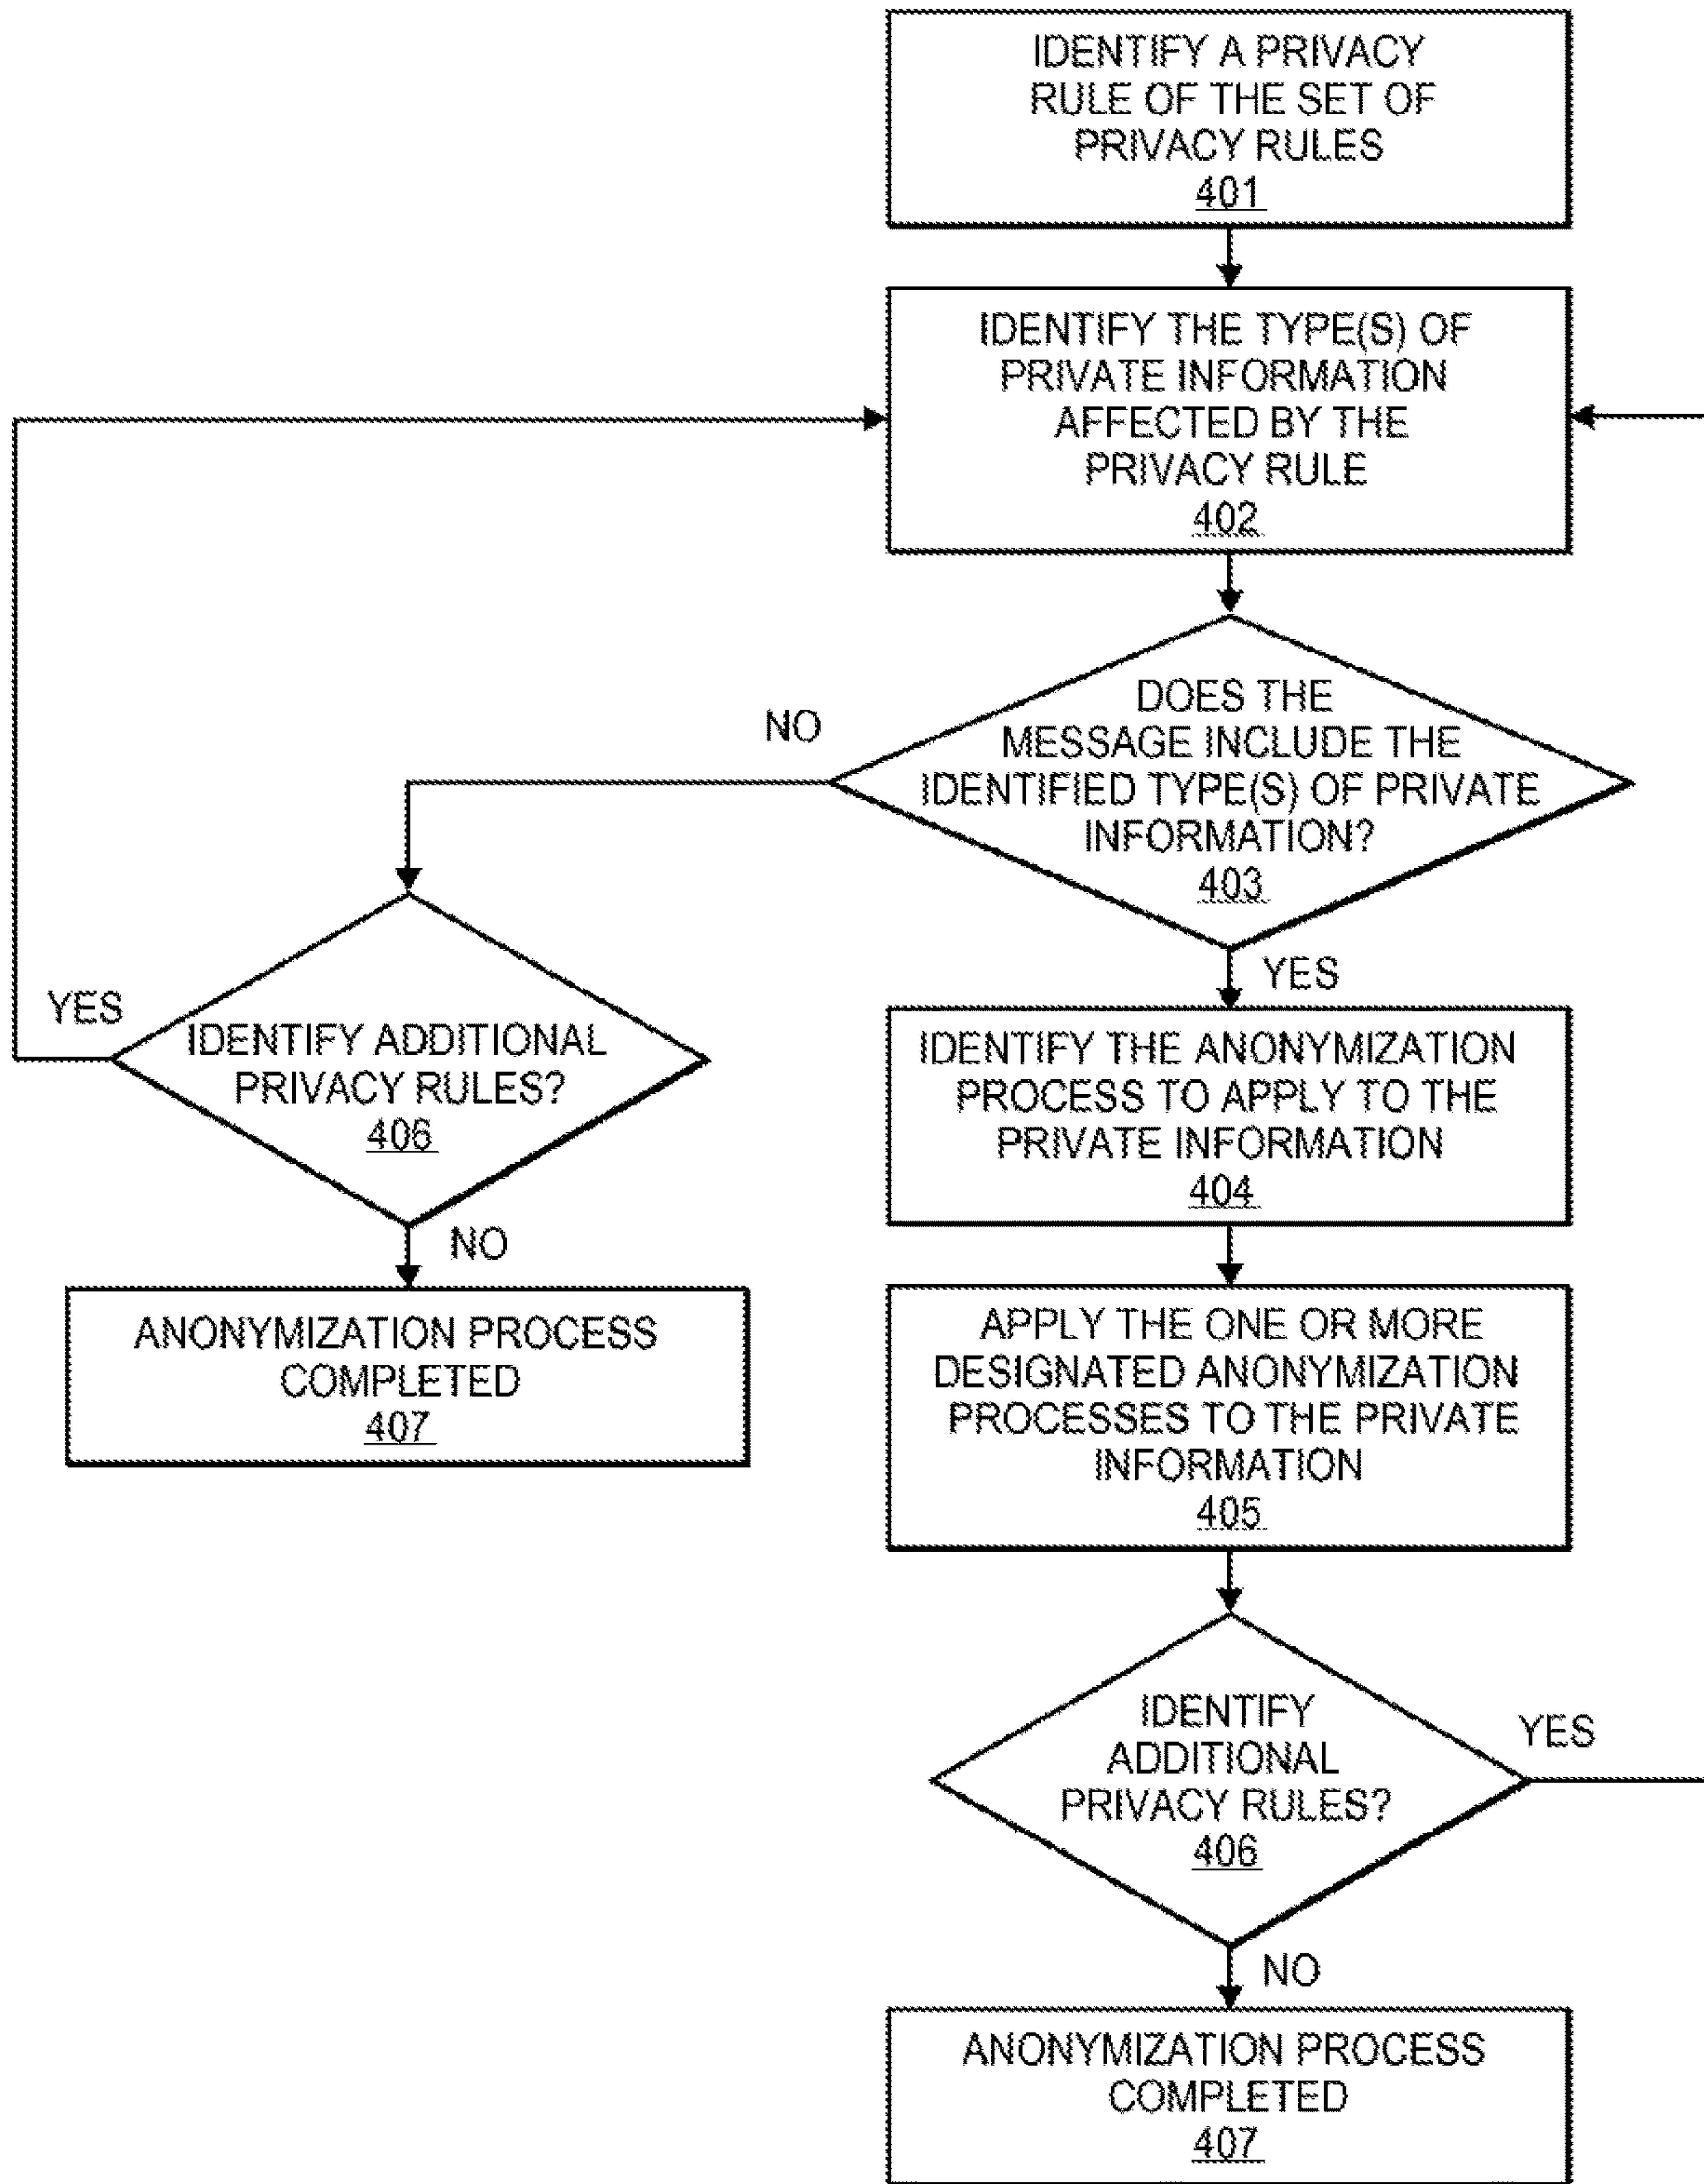 IDENTIFY A PRIVACY
RULE OF THE SET OF
PRIVACY RULES
401
IDENTIFY THE TYPE(S) OF
PRIVATE INFORMATION
AFFECTED BY THE
PRIVACY RULE
402
DOES THE
MESSAGE INCLUDE THE
IDENTIFIED TYPE(S) OF PRIVATE
INFORMATION?
403
NO
YES
IDENTIFY ADDITIONAL
PRIVACY RULES?
406
YES
NO
ANONYMIZATION PROCESS
COMPLETED
407
IDENTIFY THE ANONYMIZATION
PROCESS TO APPLY TO THE
PRIVATE INFORMATION
404
APPLY THE ONE OR MORE
DESIGNATED ANONYMIZATION
PROCESSES TO THE PRIVATE
INFORMATION
405
IDENTIFY
ADDITIONAL
PRIVACY RULES?
406
YES
NO
ANONYMIZATION PROCESS
COMPLETED
407